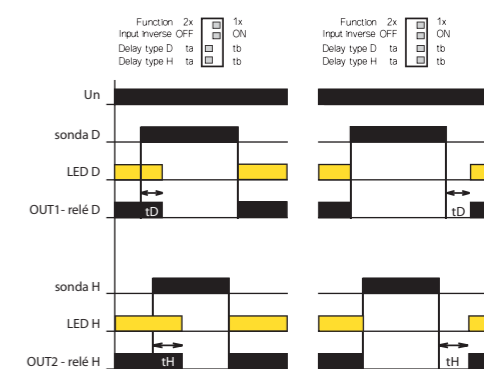 Function 2x 1x Function 2x 1x
Input Inverse OFF ON Input Inverse OFF ON
Delay type D ta tb Delay type D ta tb
Delay type H ta tb Delay type H ta tb
Un
sonda D
LED D
OUT1- relé D tD tD
sonda H
LED H
OUT2 - relé H tH tH